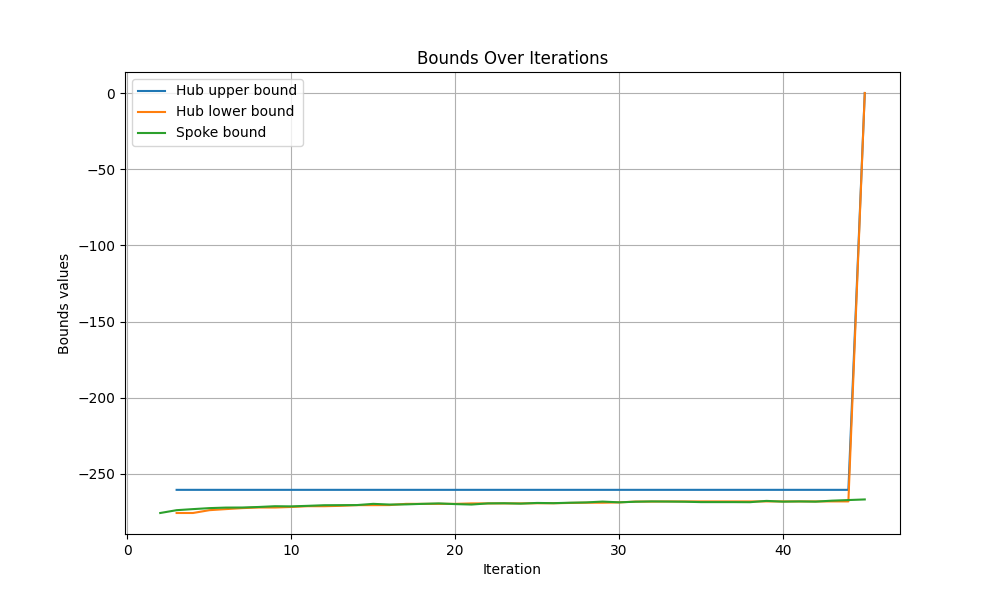 Bounds Over Iterations
Hub upper bound
Hub lower bound
Spoke bound
0
−50
−100
−150
−200
−250
Bounds values
0
10
20
30
40
Iteration